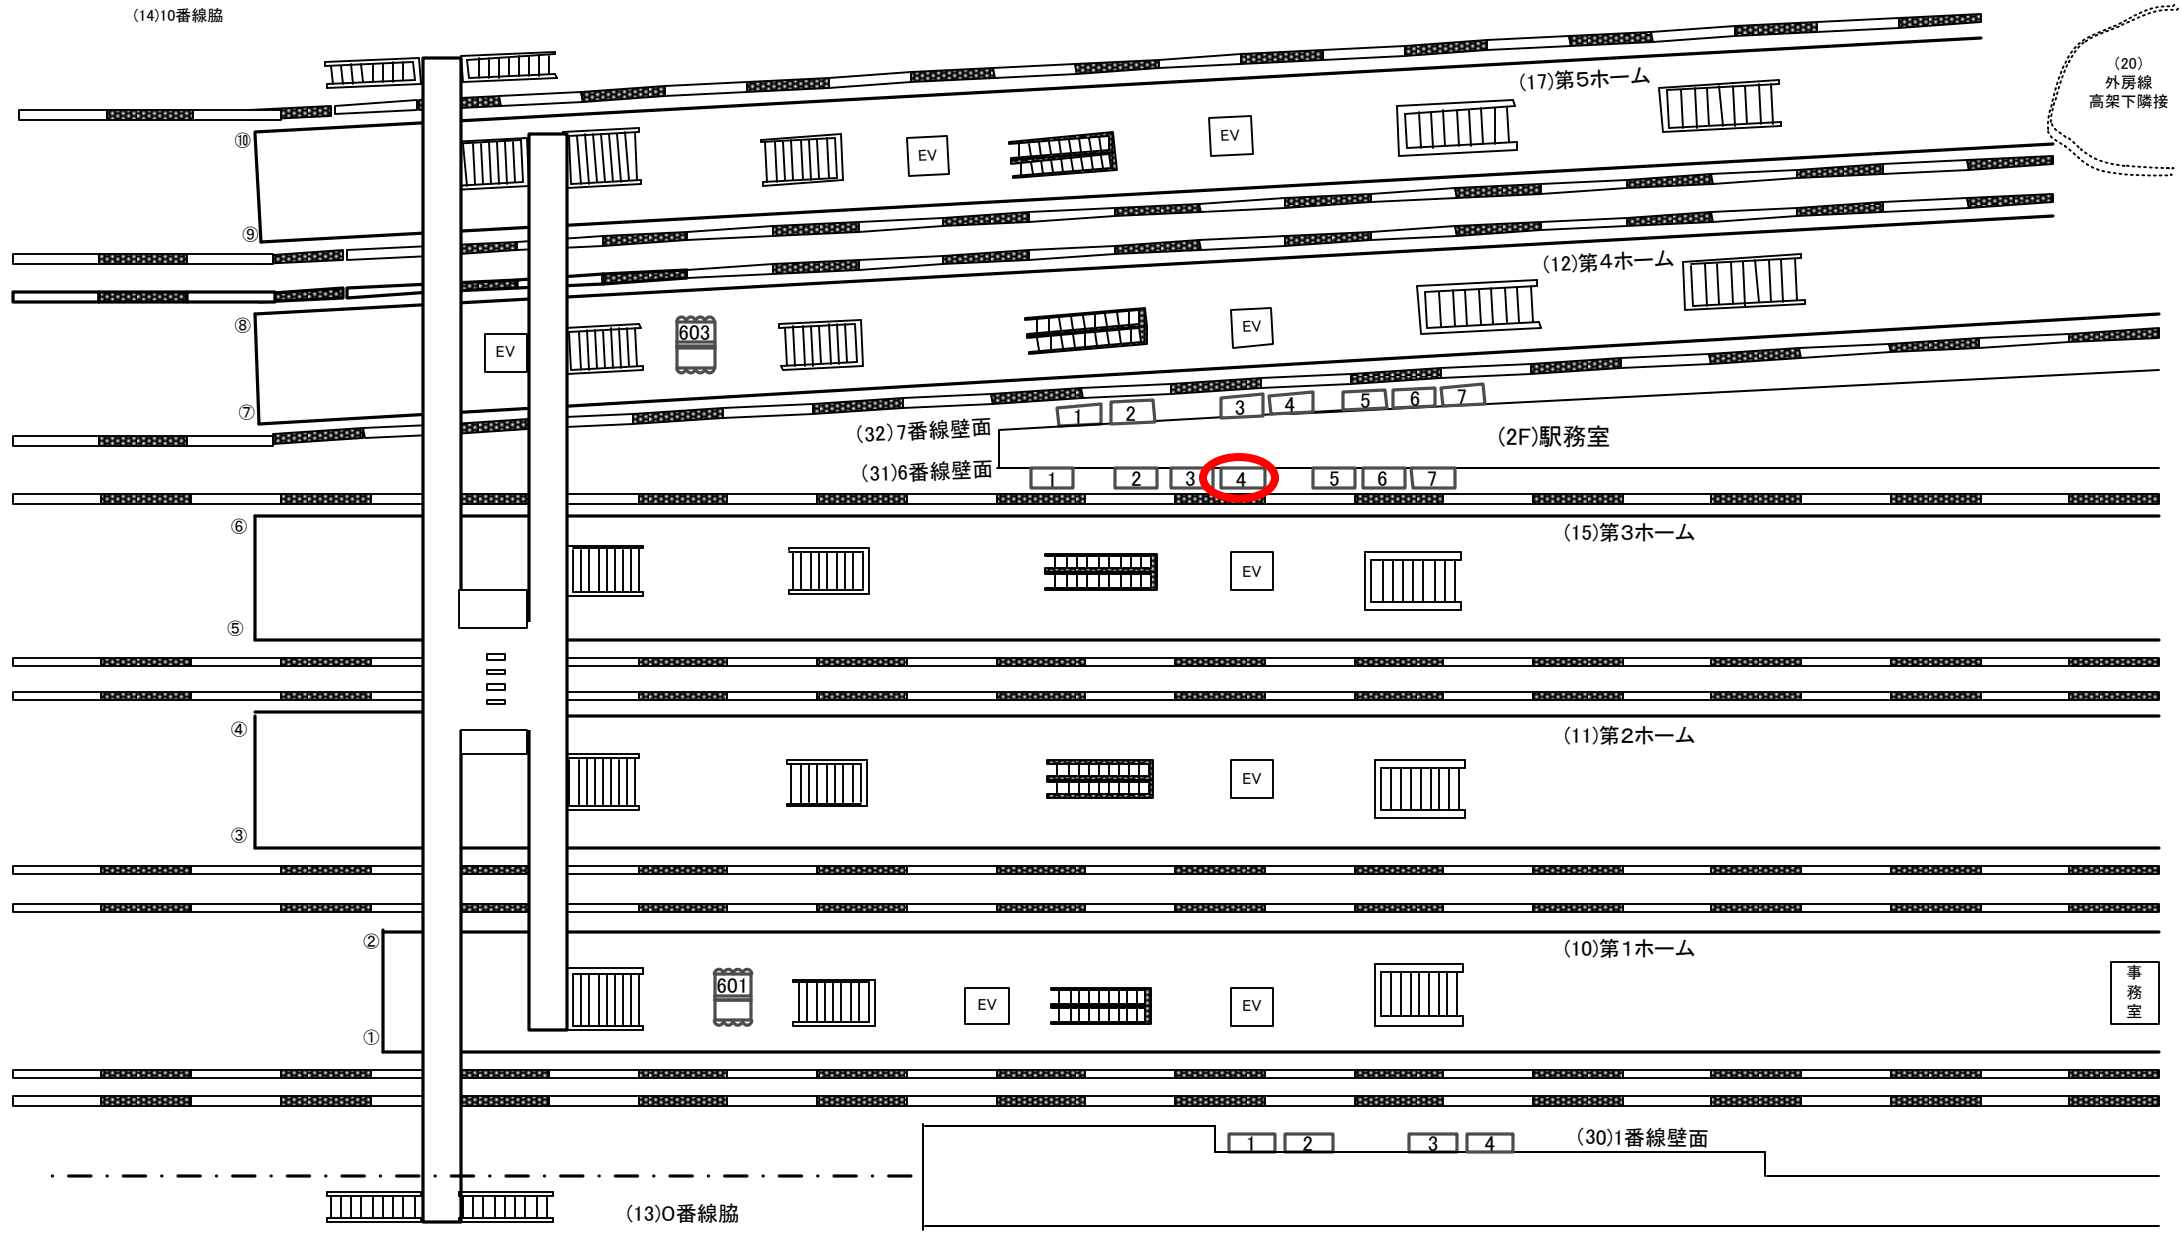 (14)10番線脇
(20)
外房線
高架下隣接
(17)第5ホーム
⑩
EV
EV
⑨
(12)第4ホーム
⑧
EV
603
EV
⑦
1 2 3 4 5 6 7
(32)7番線壁面
(2F)駅務室
(31)6番線壁面
1 2 3 4 5 6 7
⑥
(15)第3ホーム
EV
⑤
④
(11)第2ホーム
EV
③
②
(10)第1ホーム
601
EV
EV
事
務
室
①
1 2 3 4
(30)1番線壁面
(13)0番線脇